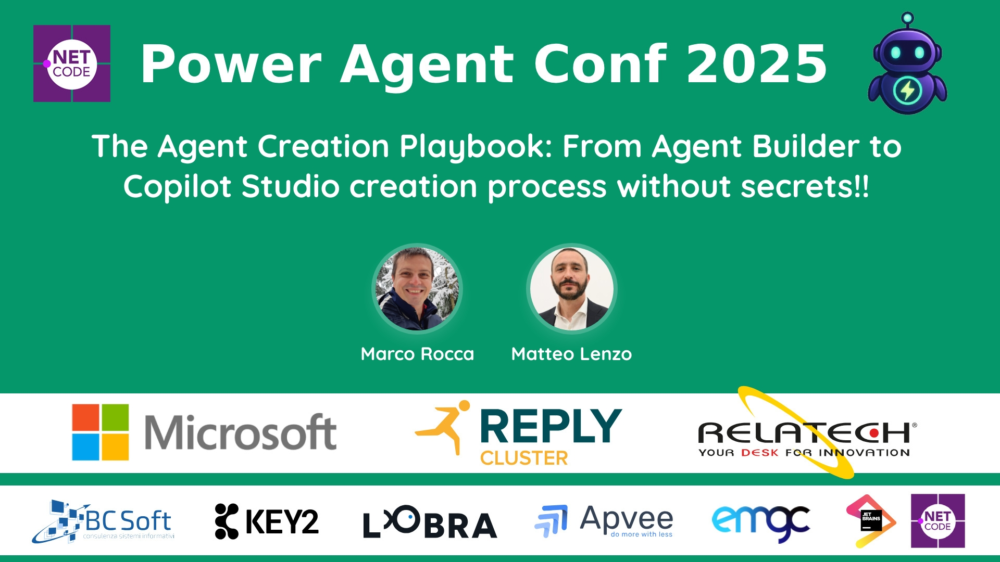 NET
CODE
Power Agent Conf 2025
The Agent Creation Playbook: From Agent Builder to
Copilot Studio creation process without secrets!!
Marco Rocca
Matteo Lenzo
Microsoft
REPLY
CLUSTER
RELATECH®
YOUR DESK FOR INNOVATION
BC Soft
consulenza sistemi informativi
KEY2
LOBRA
Apvee
do more with less
emgc
JET
BRAINS
NET
CODE